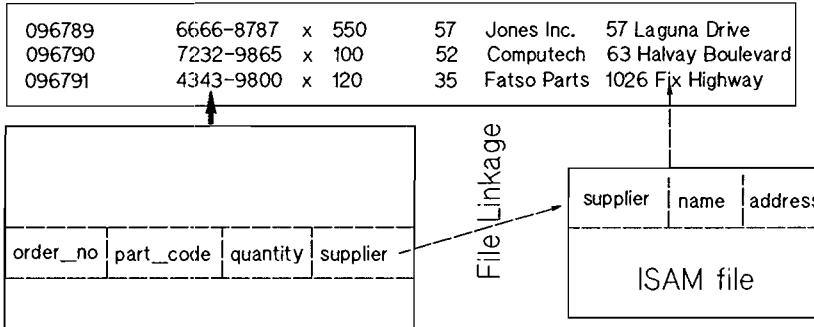 096789 6666-8787 x 550 57 Jones Inc. 57 Laguna Drive
096790 7232-9865 x 100 52 Computech 63 Halvay Boulevard
096791 4343-9800 x 120 35 Fatso Parts 1026 Fix Highway
File Linkage
order_no part_code quantity supplier
supplier name address
ISAM file